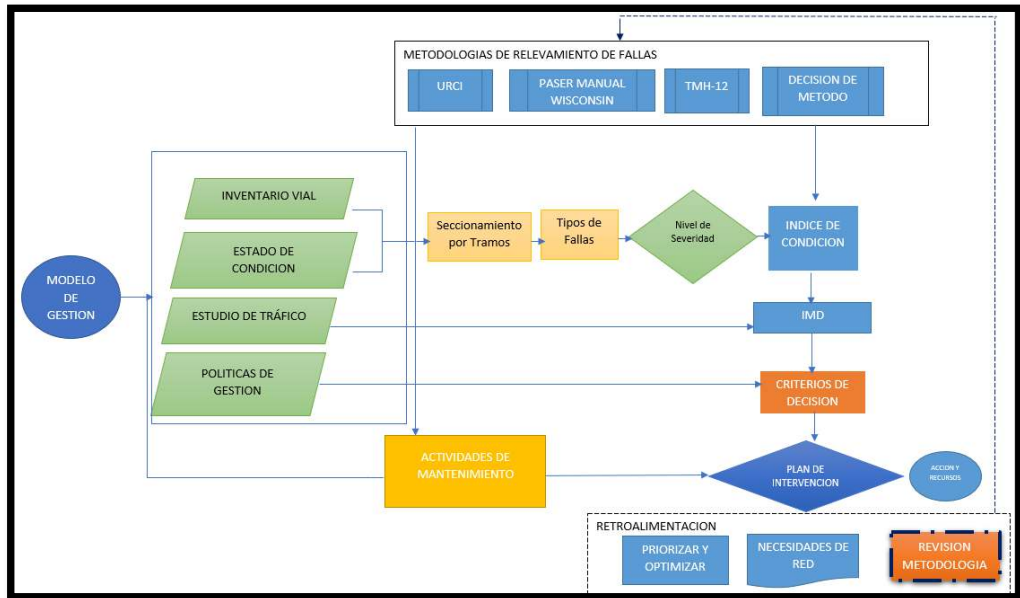 METODOLOGIAS DE RELEVAMIENTO DE FALLAS
URCI
PASER MANUAL
WISCONSIN
TMH-12
DECISION DE
METODO
INVENTARIO VIAL
ESTADO DE
CONDICION
ESTUDIO DE TRÁFICO
POLITICAS DE
GESTION
MODELO
DE
GESTION
Seccionamiento
por Tramos
Tipos de
Fallas
Nivel de
Severidad
INDICE DE
CONDICION
IMD
CRITERIOS DE
DECISION
ACTIVIDADES DE
MANTENIMIENTO
PLAN DE
INTERVENCION
ACCION Y
RECURSOS
RETROALIMENTACION
PRIORIZAR Y
OPTIMIZAR
NECESIDADES DE
RED
REVISION
METODOLOGIA